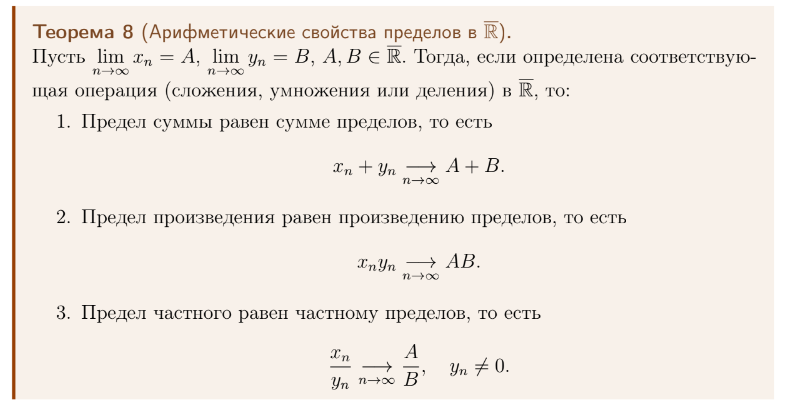 Теорема 8 (Арифметические свойства пределов в $\overline{\mathbb{R}}$).
Пусть $\lim\limits_{n\to\infty} x_n = A$, $\lim\limits_{n\to\infty} y_n = B$, $A, B \in \overline{\mathbb{R}}$. Тогда, если определена соответствую-
щая операция (сложения, умножения или деления) в $\overline{\mathbb{R}}$, то:
1. Предел суммы равен сумме пределов, то есть
$x_n + y_n \underset{n\to\infty}{\longrightarrow} A + B.$
2. Предел произведения равен произведению пределов, то есть
$x_n y_n \underset{n\to\infty}{\longrightarrow} AB.$
3. Предел частного равен частному пределов, то есть
$\dfrac{x_n}{y_n} \underset{n\to\infty}{\longrightarrow} \dfrac{A}{B}, \quad y_n \neq 0.$